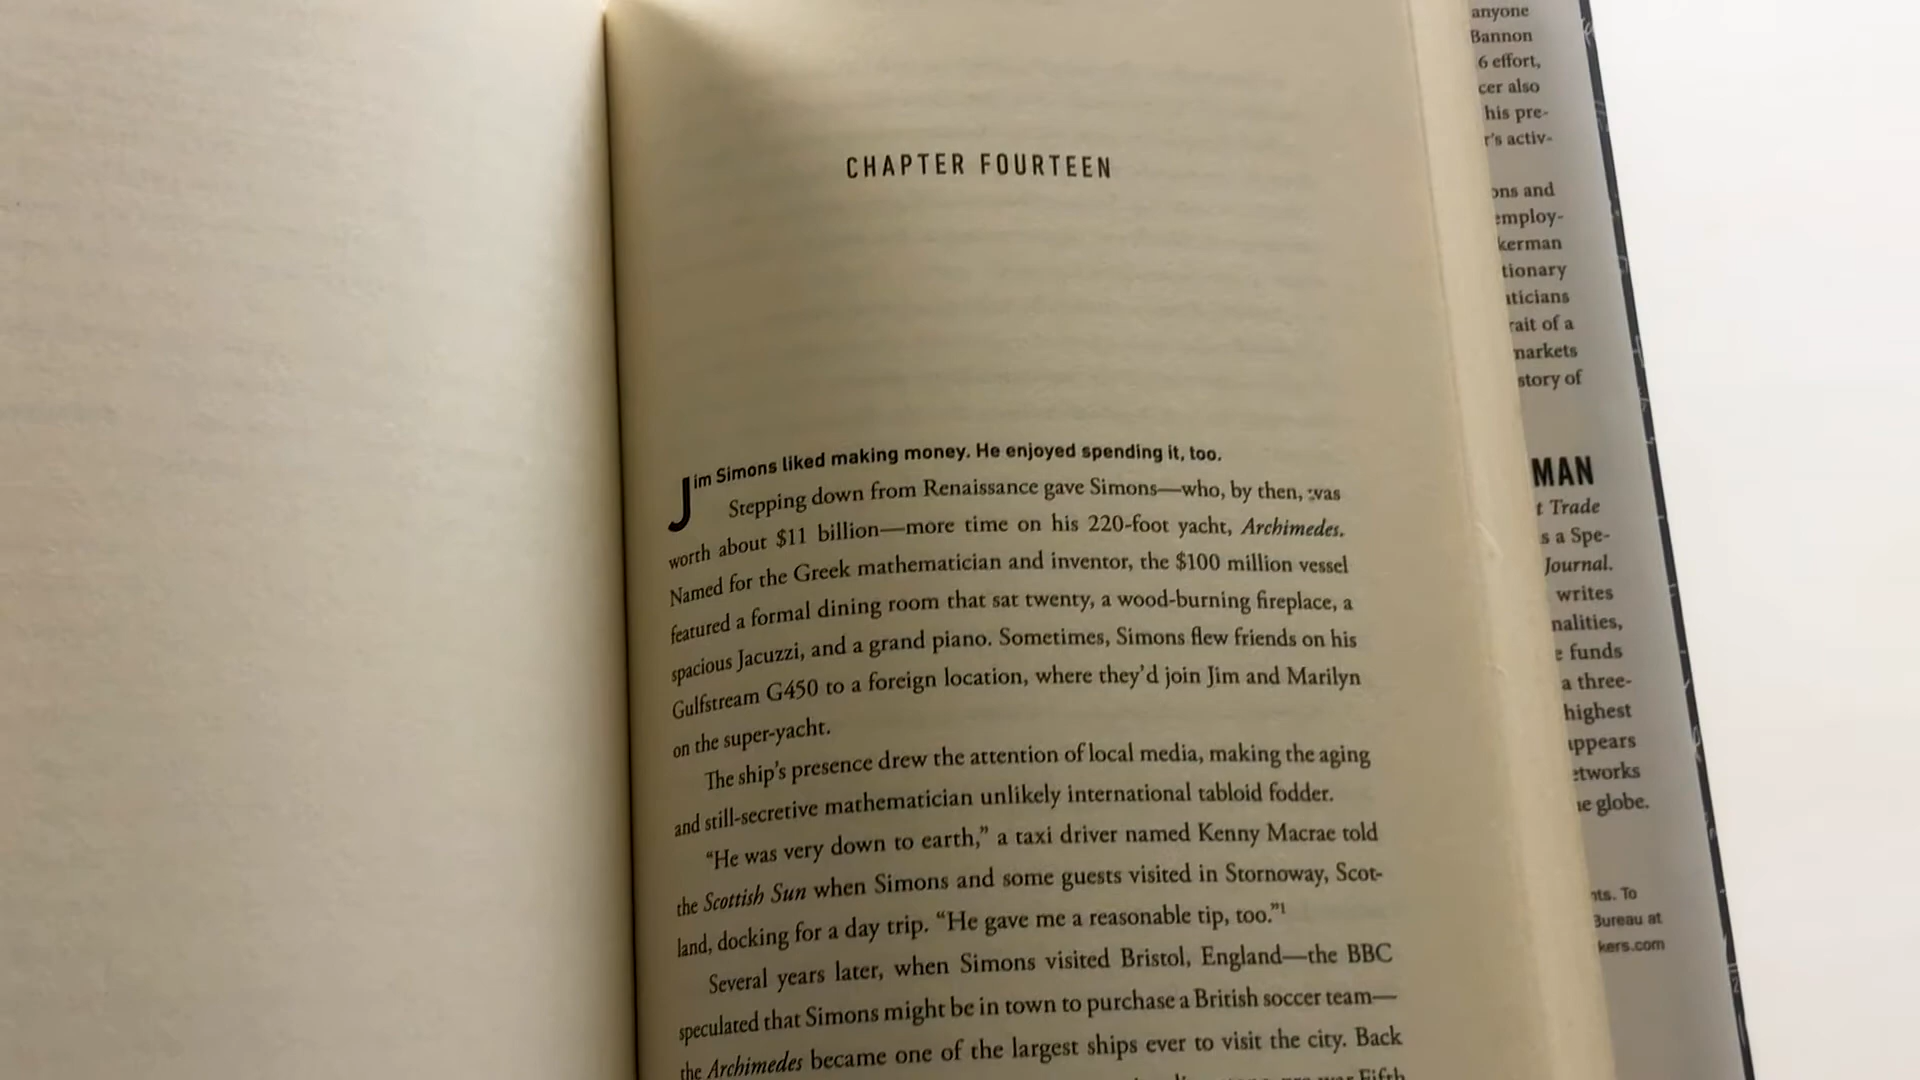 CHAPTER FOURTEEN
Jim Simons liked making money. He enjoyed spending it, too.
Stepping down from Renaissance gave Simons—who, by then, was
worth about $11 billion—more time on his 220-foot yacht, Archimedes.
Named for the Greek mathematician and inventor, the $100 million vessel
featured a formal dining room that sat twenty, a wood-burning fireplace, a
spacious Jacuzzi, and a grand piano. Sometimes, Simons flew friends on his
Gulfstream G450 to a foreign location, where they’d join Jim and Marilyn
on the super-yacht.
The ship’s presence drew the attention of local media, making the aging
and still-secretive mathematician unlikely international tabloid fodder.
“He was very down to earth,” a taxi driver named Kenny Macrae told
the Scottish Sun when Simons and some guests visited in Stornoway, Scot-
land, docking for a day trip. “He gave me a reasonable tip, too.”1
Several years later, when Simons visited Bristol, England—the BBC
speculated that Simons might be in town to purchase a British soccer team—
the Archimedes became one of the largest ships ever to visit the city. Back
Fifth
anyone
Bannon
6 effort,
cer also
his pre-
r’s activ-
ons and
employ-
kerman
tionary
aticians
rait of a
markets
story of
MAN
t Trade
s a Spe-
Journal.
writes
nalities,
e funds
a three-
highest
appears
etworks
ne globe.
nts. To
Bureau at
kers.com